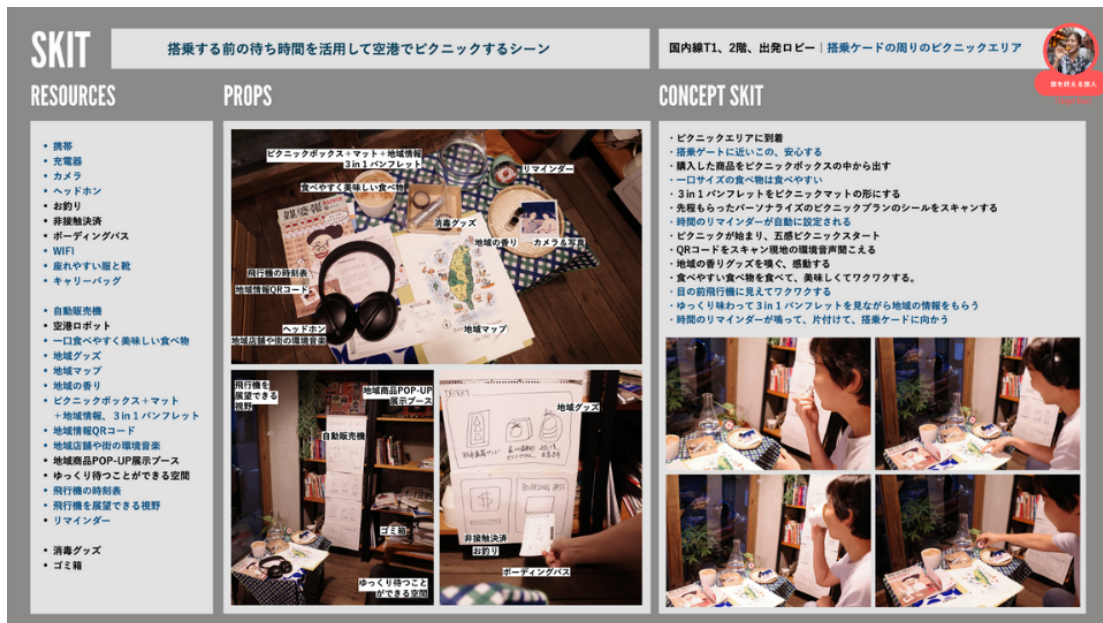 SKIT
搭乗する前の待ち時間を活用して空港でピクニックするシーン
国内線T1、2階、出発ロビー｜搭乗ケードの周りのピクニックエリア
旅を終える旅人
RESOURCES
・携帯
・充電器
・カメラ
・ヘッドホン
・お釣り
・非接触決済
・ボーディングパス
・WIFI
・座れやすい服と靴
・キャリーバッグ
・自動販売機
・空港ロボット
・一口食べやすく美味しい食べ物
・地域グッズ
・地域マップ
・地域の香り
・ピクニックボックス＋マット
＋地域情報、３in１パンフレット
・地域情報QRコード
・地域店舗や街の環境音楽
・地域商品POP-UP展示ブース
・ゆっくり待つことができる空間
・飛行機の時刻表
・飛行機を展望できる視野
・リマインダー
・消毒グッズ
・ゴミ箱
PROPS
ピクニックボックス＋マット＋地域情報
３in１パンフレット
リマインダー
食べやすく美味しい食べ物
消毒グッズ
地域の香り
カメラ＆写真
飛行機の時刻表
地域情報QRコード
ヘッドホン
地域店舗や街の環境音楽
地域マップ
飛行機を
展望できる
視野
地域商品POP-UP
展示ブース
自動販売機
ゴミ箱
ゆっくり待つこと
ができる空間
地域グッズ
BOARDING PASS
非接触決済
お釣り
ボーディングパス
CONCEPT SKIT
・ピクニックエリアに到着
・搭乗ゲートに近いこの、安心する
・購入した商品をピクニックボックスの中から出す
・一口サイズの食べ物は食べやすい
・３in１パンフレットをピクニックマットの形にする
・先程もらったパーソナライズのピクニックプランのシールをスキャンする
・時間のリマインダーが自動に設定される
・ピクニックが始まり、五感ピクニックスタート
・QRコードをスキャン現地の環境音声聞こえる
・地域の香りグッズを嗅ぐ、感動する
・食べやすい食べ物を食べて、美味しくてワクワクする。
・目の前飛行機に見えてワクワクする
・ゆっくり味わって３in１パンフレットを見ながら地域の情報をもらう
・時間のリマインダーが鳴って、片付けて、搭乗ケードに向かう